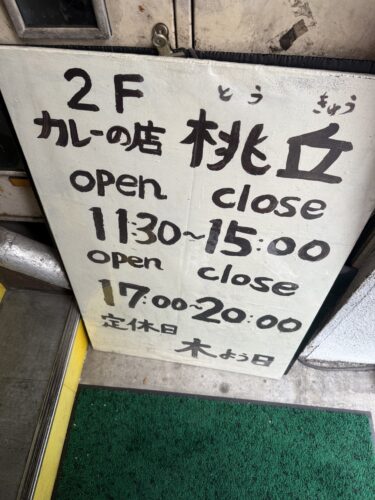 2F
とう きゅう
カレーの店 桃丘
open close
11:30~15:00
open close
17:00~20:00
定休日
木よう日